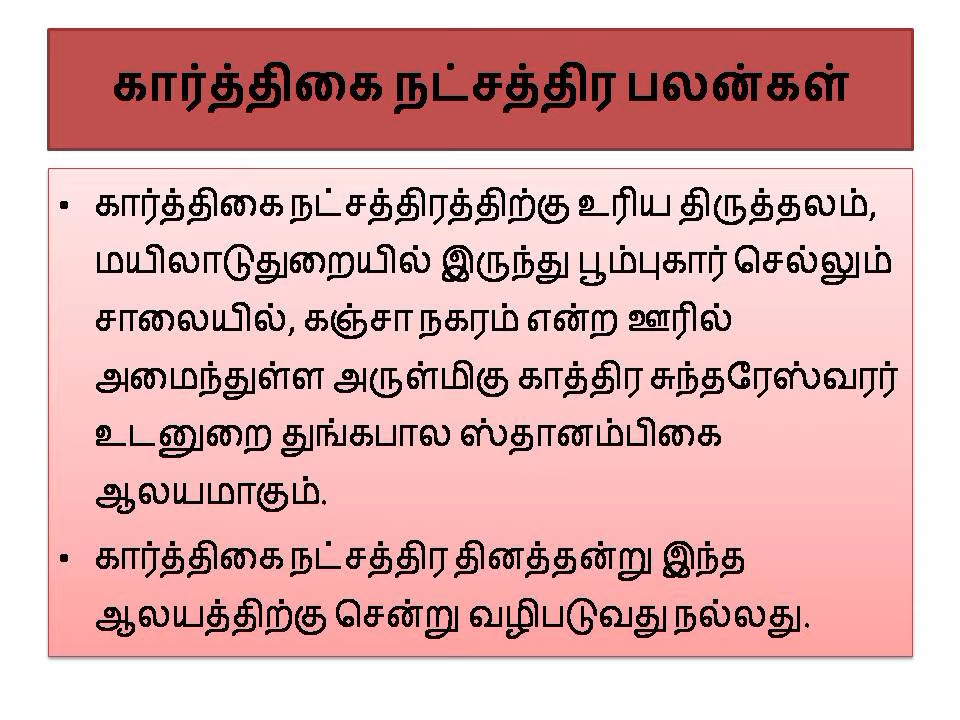 கார்த்திகை நட்சத்திர பலன்கள்
• கார்த்திகை நட்சத்திரத்திற்கு உரிய திருத்தலம்,
மயிலாடுதுறையில் இருந்து பூம்புகார் செல்லும்
சாலையில், கஞ்சா நகரம் என்ற ஊரில்
அமைந்துள்ள அருள்மிகு காத்திர சுந்தரேஸ்வரர்
உடனுறை துங்கபால ஸ்தானம்பிகை
ஆலயமாகும்.
• கார்த்திகை நட்சத்திர தினத்தன்று இந்த
ஆலயத்திற்கு சென்று வழிபடுவது நல்லது.